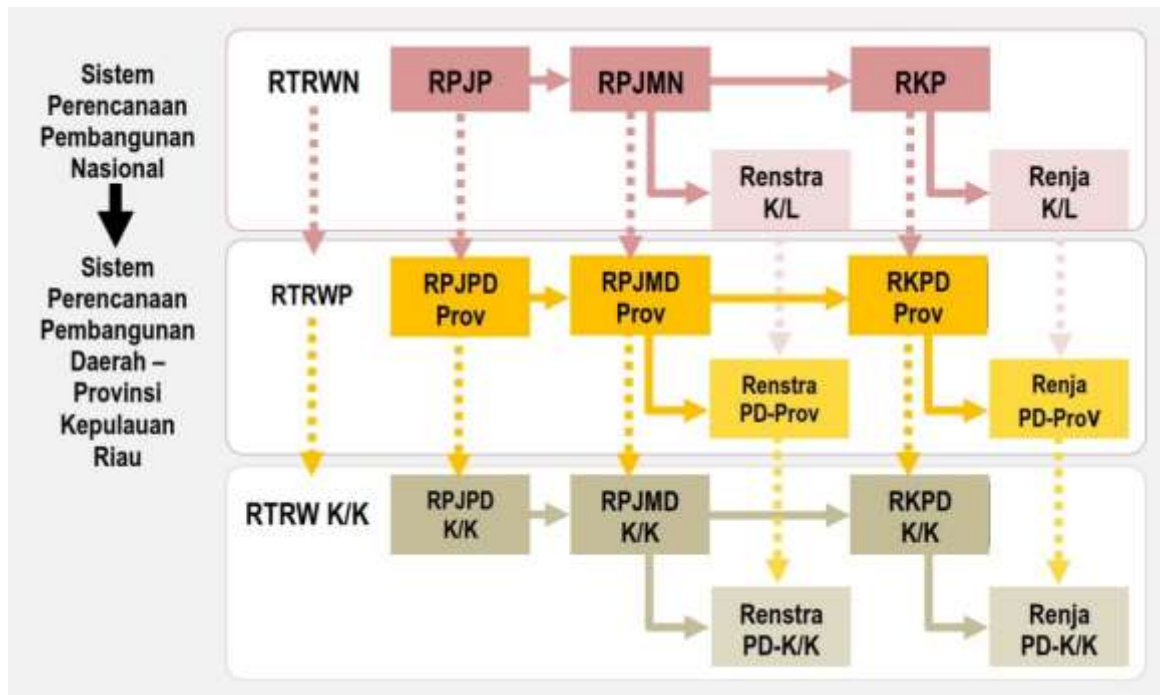 Sistem
Perencanaan
Pembangunan
Nasional
RTRWN
RPJP
RPJMN
RKP
Renstra
K/L
Renja
K/L
Sistem
Perencanaan
Pembangunan
Daerah –
Provinsi
Kepulauan
Riau
RTRWP
RPJPD
Prov
RPJMD
Prov
RKPD
Prov
Renstra
PD-Prov
Renja
PD-ProV
RTRW K/K
RPJPD
K/K
RPJMD
K/K
RKPD
K/K
Renstra
PD-K/K
Renja
PD-K/K